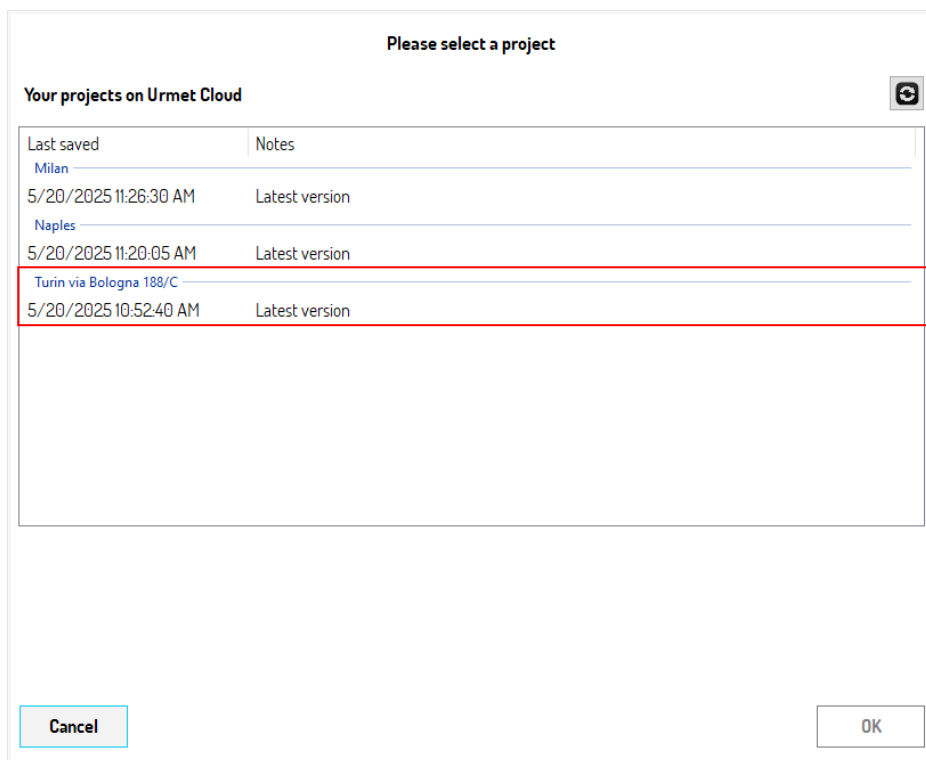 Please select a project
Your projects on Urmet Cloud
Last saved Notes
Milan
5/20/2025 11:26:30 AM Latest version
Naples
5/20/2025 11:20:05 AM Latest version
Turin via Bologna 188/C
5/20/2025 10:52:40 AM Latest version
Cancel OK